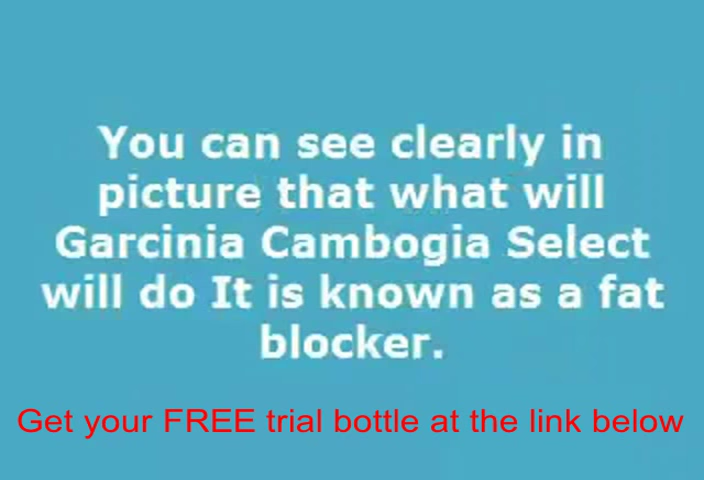 You can see clearly in
picture that what will
Garcinia Cambogia Select
will do It is known as a fat
blocker.
Get your FREE trial bottle at the link below